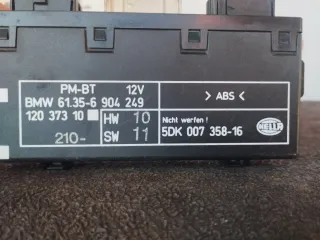 PM-BT 12V
> ABS <
BMW 61.35-6 904 249
120 373 10 HW 10
Nicht werfen !
210- SW 11
5DK 007 358-16
HELLA